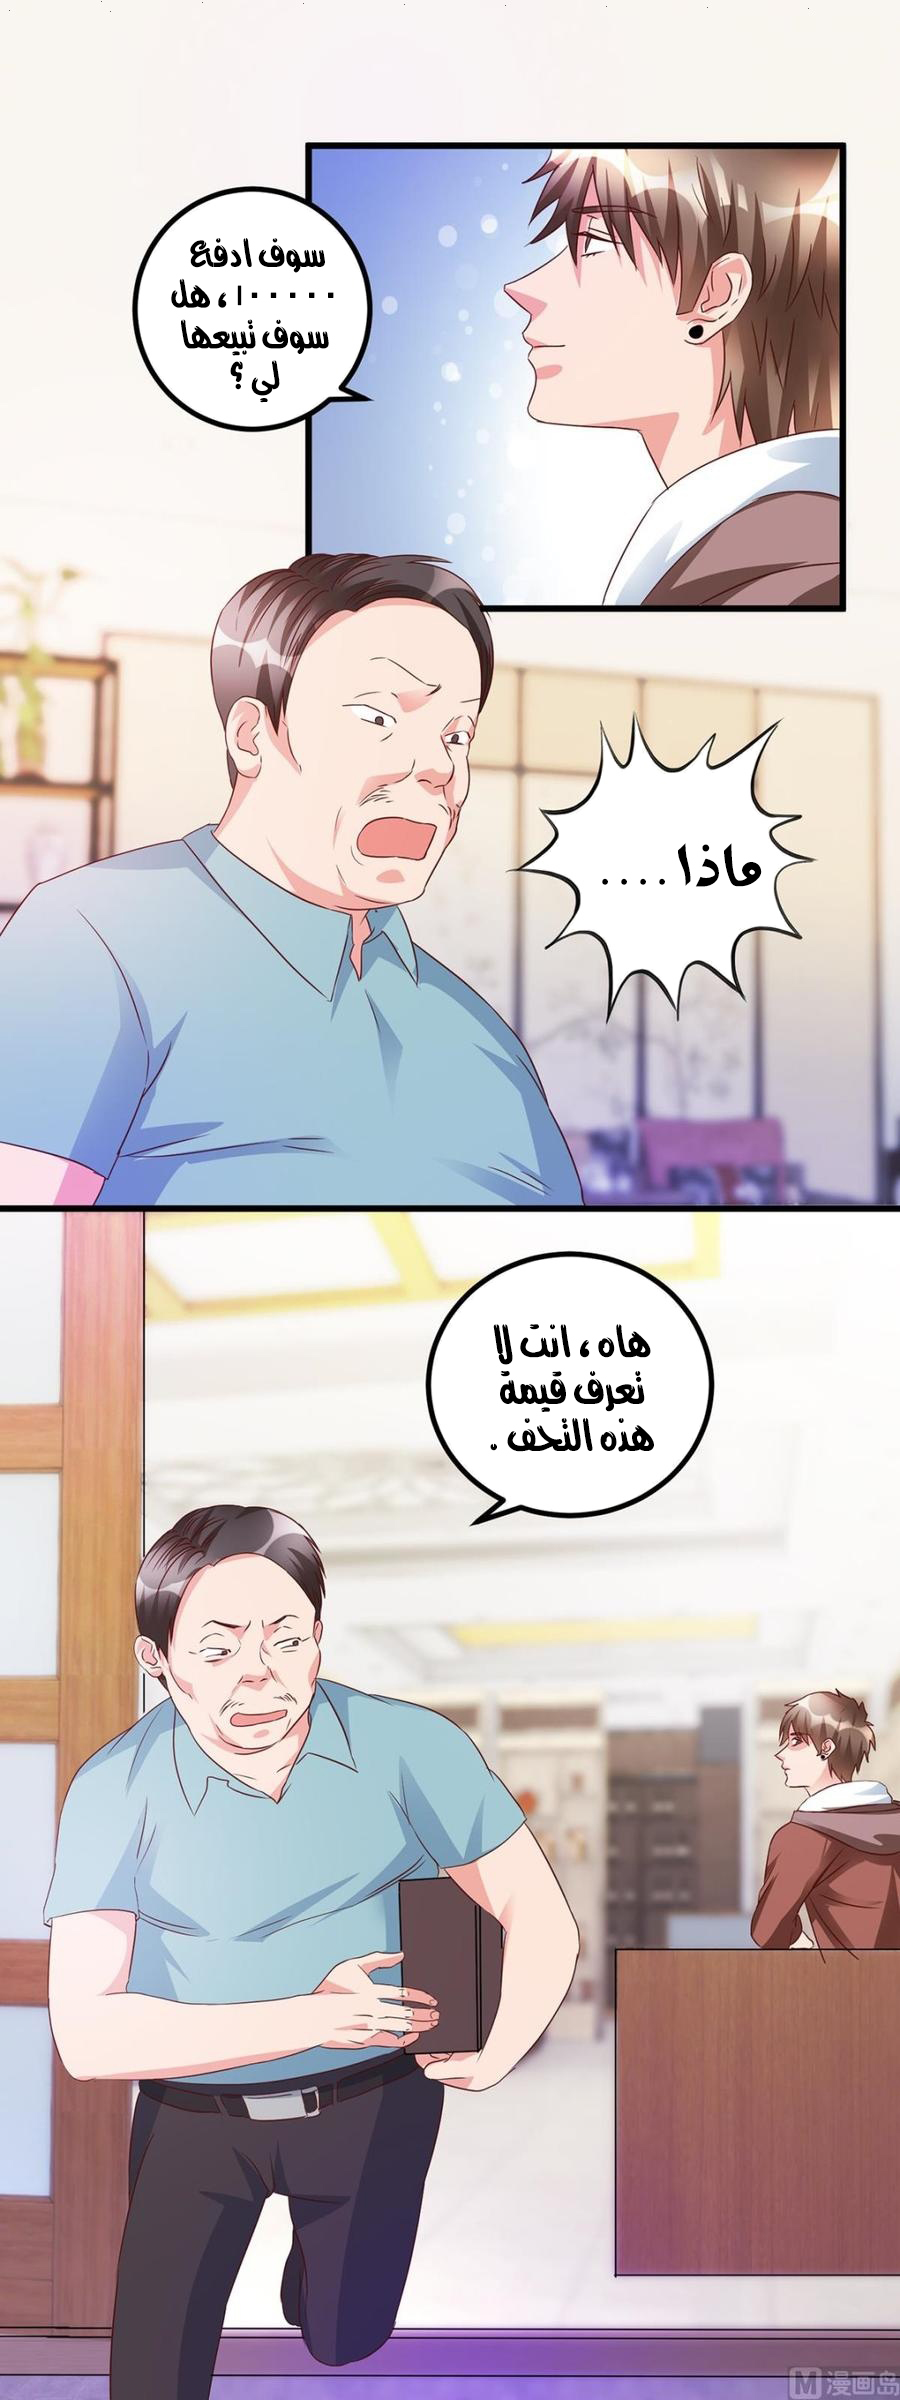 سوف ادفع
١٠٠٠٠٠ ، هل
سوف تبيعها
لي ؟
ماذا ....
هاه ، انت لا
تعرف قيمة
هذه التحف .
M 漫画岛